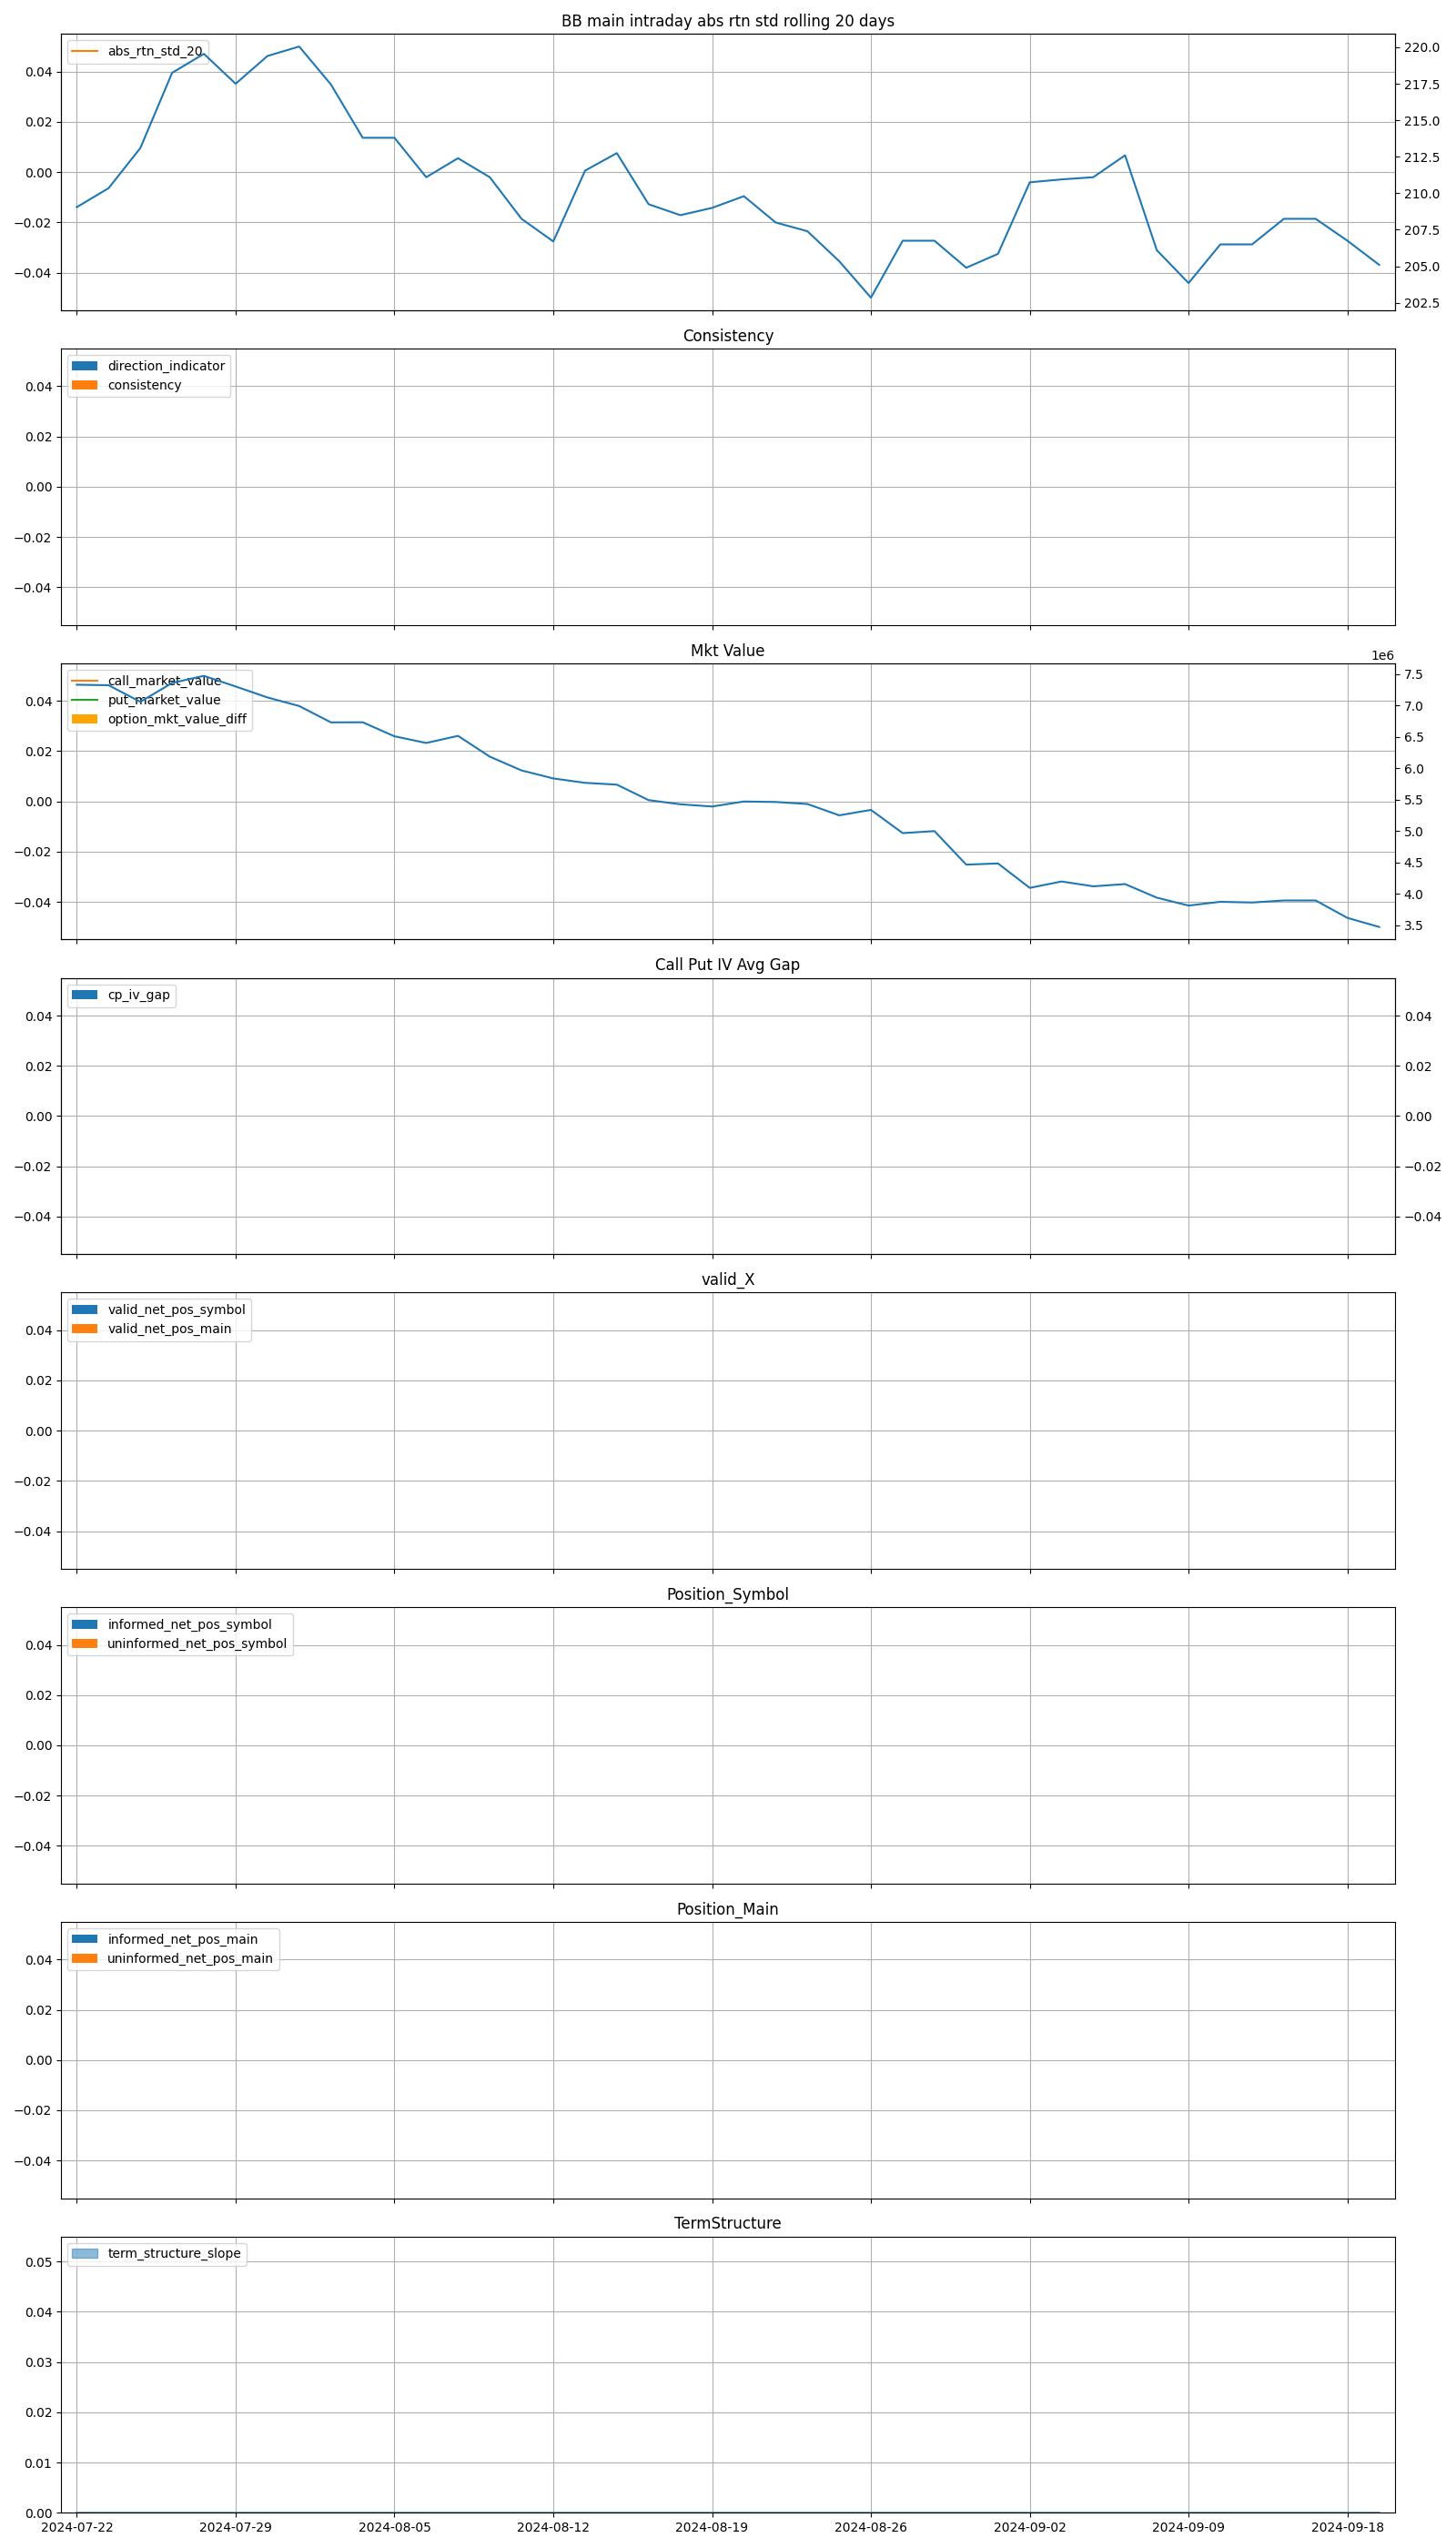 BB main intraday abs rtn std rolling 20 days
abs_rtn_std_20
0.04
0.02
0.00
−0.02
−0.04
220.0
217.5
215.0
212.5
210.0
207.5
205.0
202.5
Consistency
direction_indicator
consistency
0.04
0.02
0.00
−0.02
−0.04
Mkt Value
1e6
call_market_value
put_market_value
option_mkt_value_diff
0.04
0.02
0.00
−0.02
−0.04
7.5
7.0
6.5
6.0
5.5
5.0
4.5
4.0
3.5
Call Put IV Avg Gap
cp_iv_gap
0.04
0.02
0.00
−0.02
−0.04
0.04
0.02
0.00
−0.02
−0.04
valid_X
valid_net_pos_symbol
valid_net_pos_main
0.04
0.02
0.00
−0.02
−0.04
Position_Symbol
informed_net_pos_symbol
uninformed_net_pos_symbol
0.04
0.02
0.00
−0.02
−0.04
Position_Main
informed_net_pos_main
uninformed_net_pos_main
0.04
0.02
0.00
−0.02
−0.04
TermStructure
term_structure_slope
0.05
0.04
0.03
0.02
0.01
0.00
2024-07-22 2024-07-29 2024-08-05 2024-08-12 2024-08-19 2024-08-26 2024-09-02 2024-09-09 2024-09-18